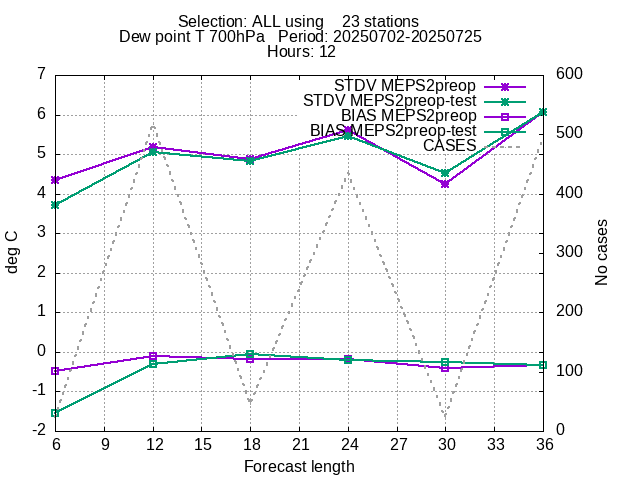 Selection: ALL using    23 stations
Dew point T 700hPa   Period: 20250702-20250725
Hours: 12
7
6
5
4
3
2
1
0
-1
-2
deg C
600
500
400
300
200
100
0
No cases
STDV MEPS2preop
STDV MEPS2preop-test
BIAS MEPS2preop
BIAS MEPS2preop-test
CASES
6 9 12 15 18 21 24 27 30 33 36
Forecast length